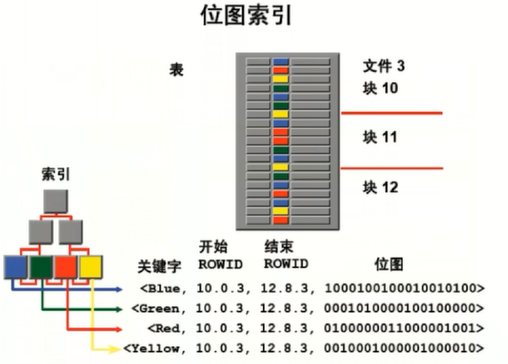 位图索引
表
文件 3
块 10
块 11
块 12
索引
关键字 开始 ROWID 结束 ROWID 位图
<Blue, 10.0.3, 12.8.3, 1000100100010010100>
<Green, 10.0.3, 12.8.3, 0001010000100100000>
<Red, 10.0.3, 12.8.3, 0100000011000001001>
<Yellow, 10.0.3, 12.8.3, 0010001000001000010>